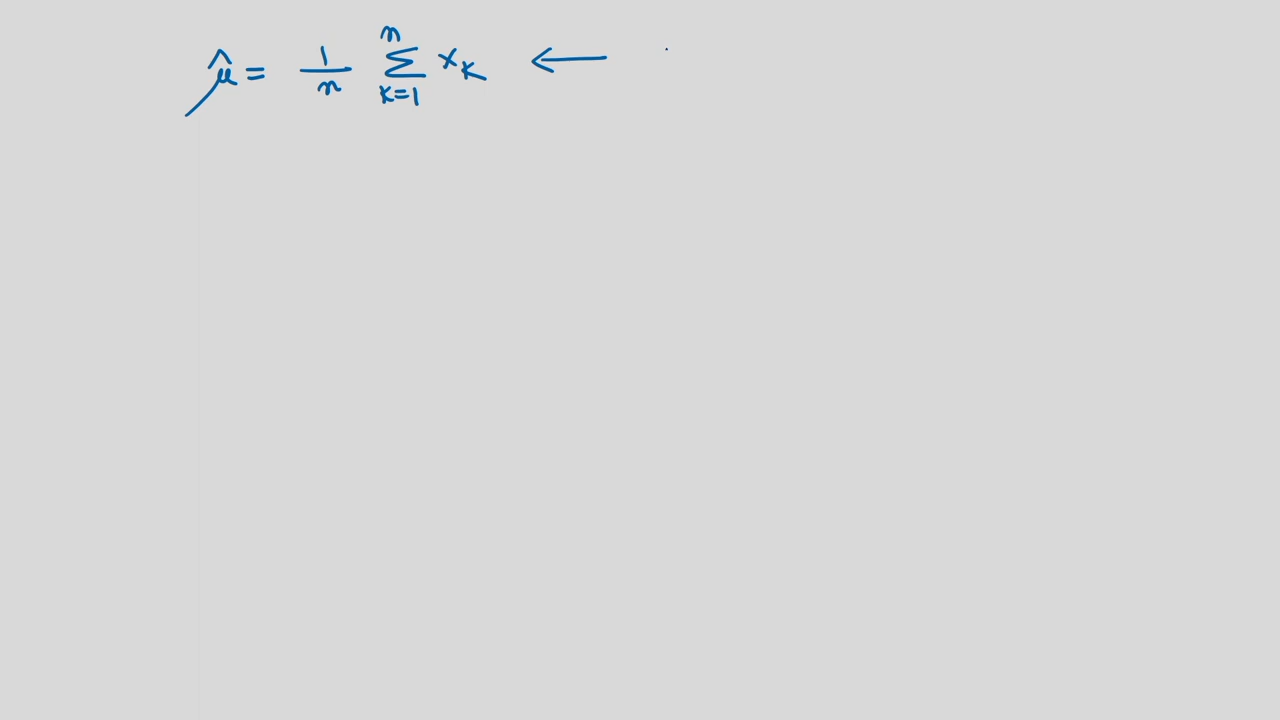 μ̂ = 1/n Σ_{k=1}^{n} x_k ←